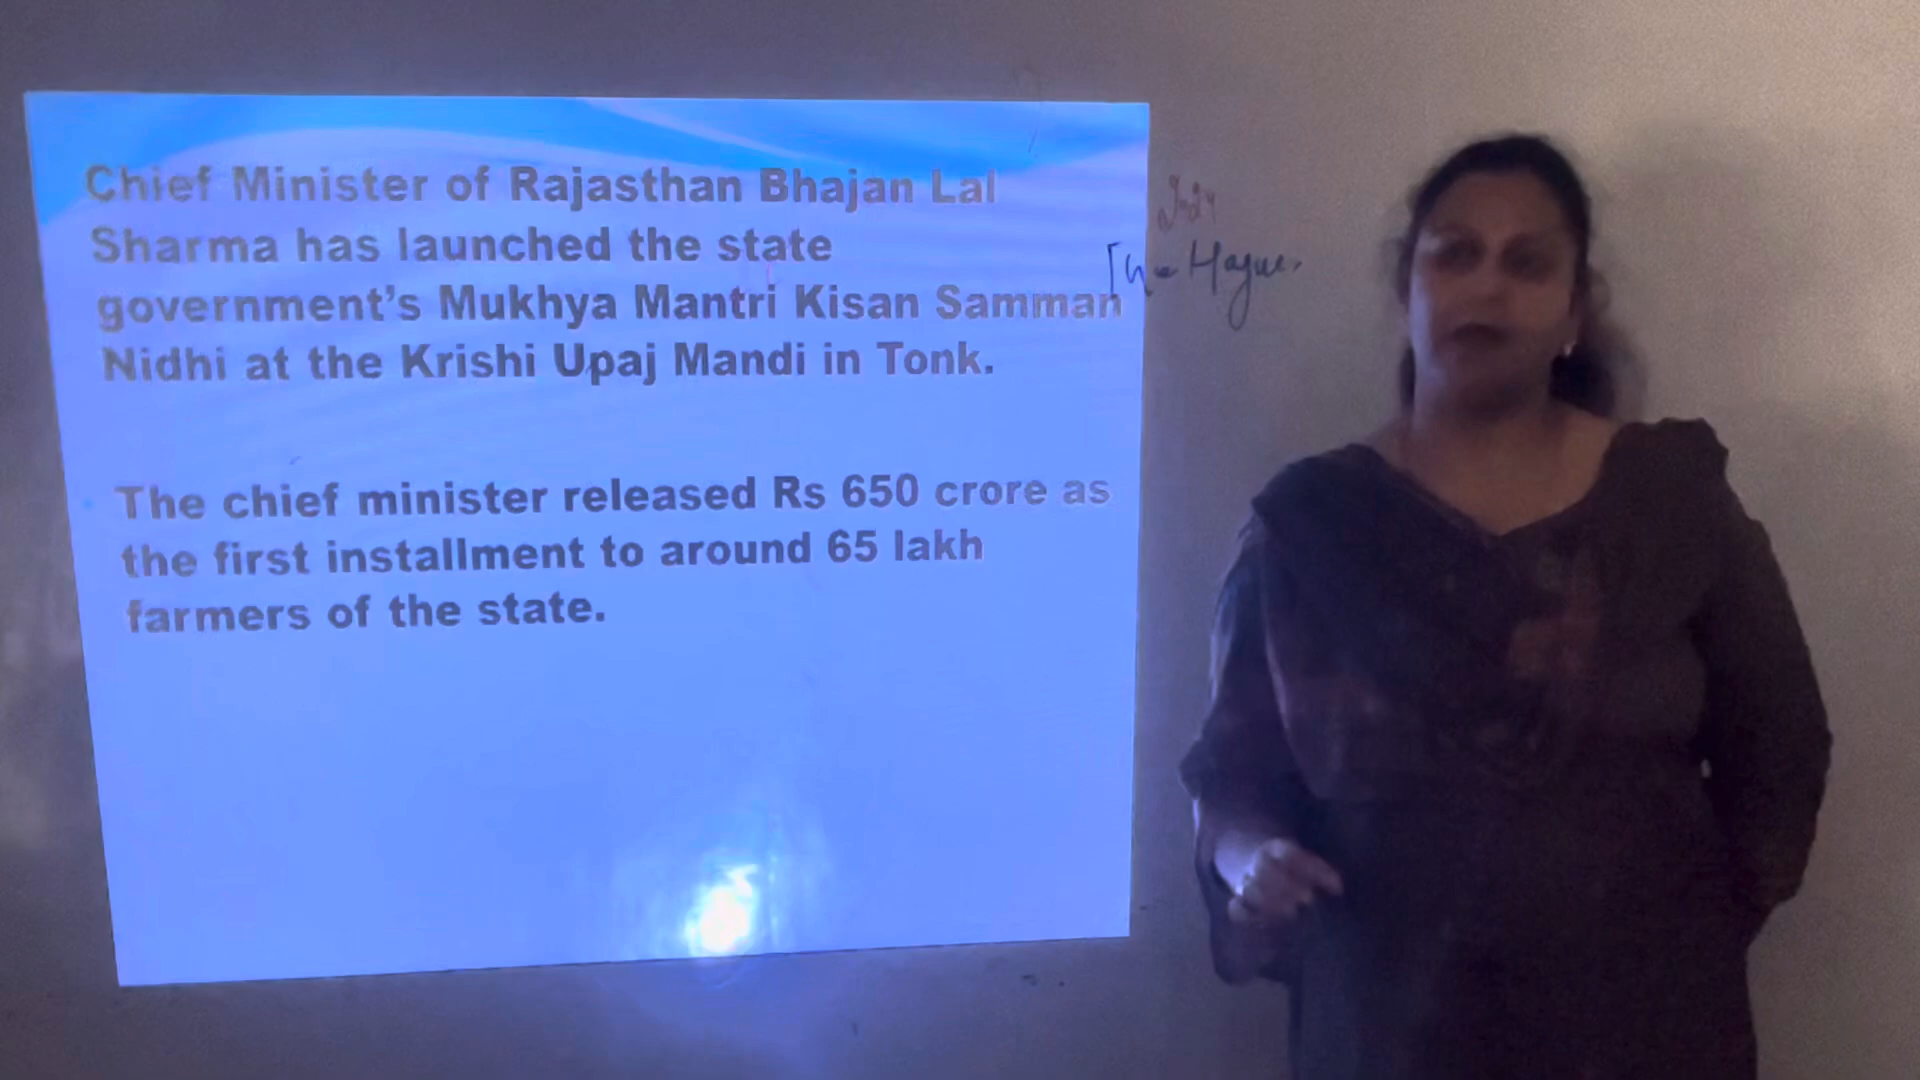 Chief Minister of Rajasthan Bhajan Lal
Sharma has launched the state
government's Mukhya Mantri Kisan Samman
Nidhi at the Krishi Upaj Mandi in Tonk.
The chief minister released Rs 650 crore as
the first installment to around 65 lakh
farmers of the state.
The Hague.